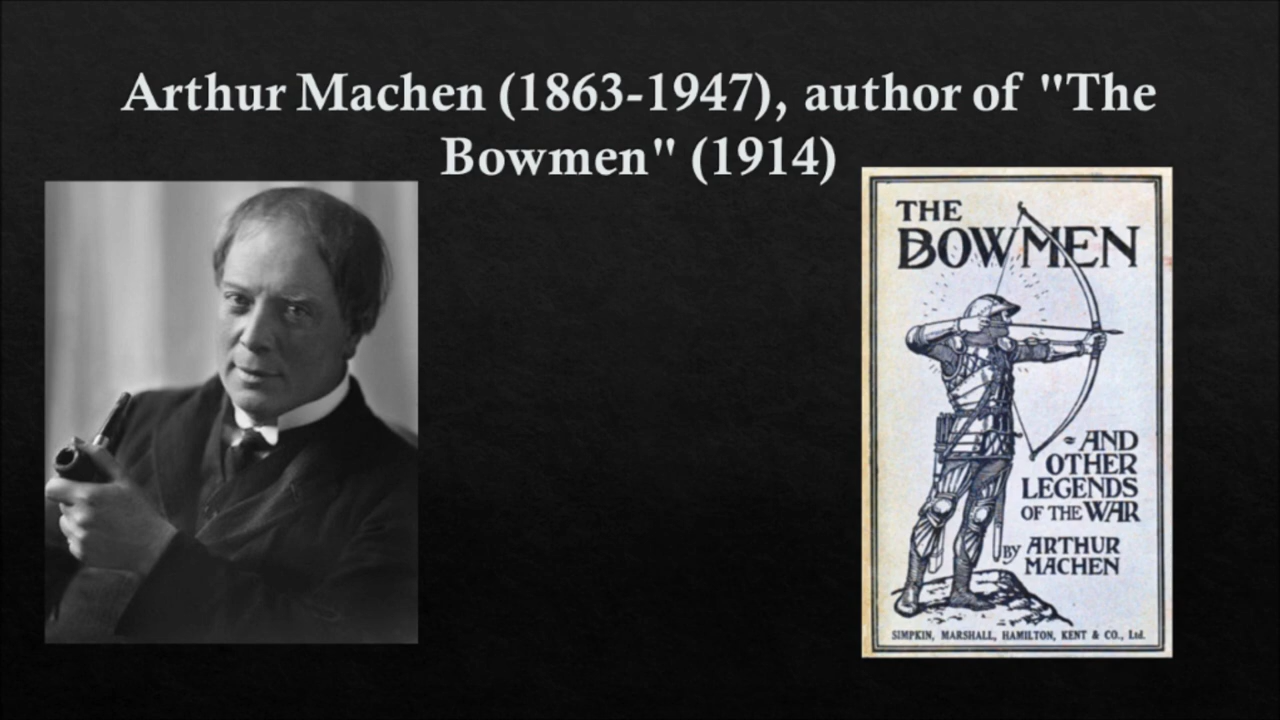 Arthur Machen (1863-1947), author of "The
Bowmen" (1914)
THE
BOWMEN
- AND
OTHER
LEGENDS
OF THE WAR
BY ARTHUR
MACHEN
SIMPKIN, MARSHALL, HAMILTON, KENT & CO., Ltd.